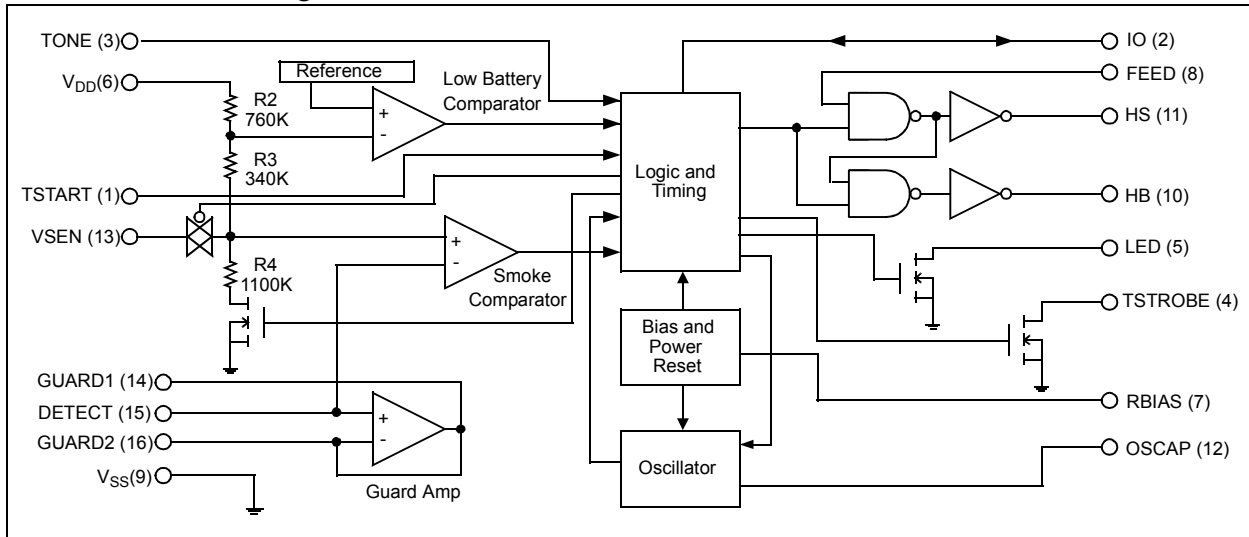 TONE (3)
VDD(6)
R2
760K
R3
340K
TSTART (1)
VSEN (13)
R4
1100K
GUARD1 (14)
DETECT (15)
GUARD2 (16)
VSS(9)
Reference
Low Battery
Comparator
+
-
+
-
Smoke
Comparator
+
-
Guard Amp
Logic and
Timing
Bias and
Power
Reset
Oscillator
IO (2)
FEED (8)
HS (11)
HB (10)
LED (5)
TSTROBE (4)
RBIAS (7)
OSCAP (12)